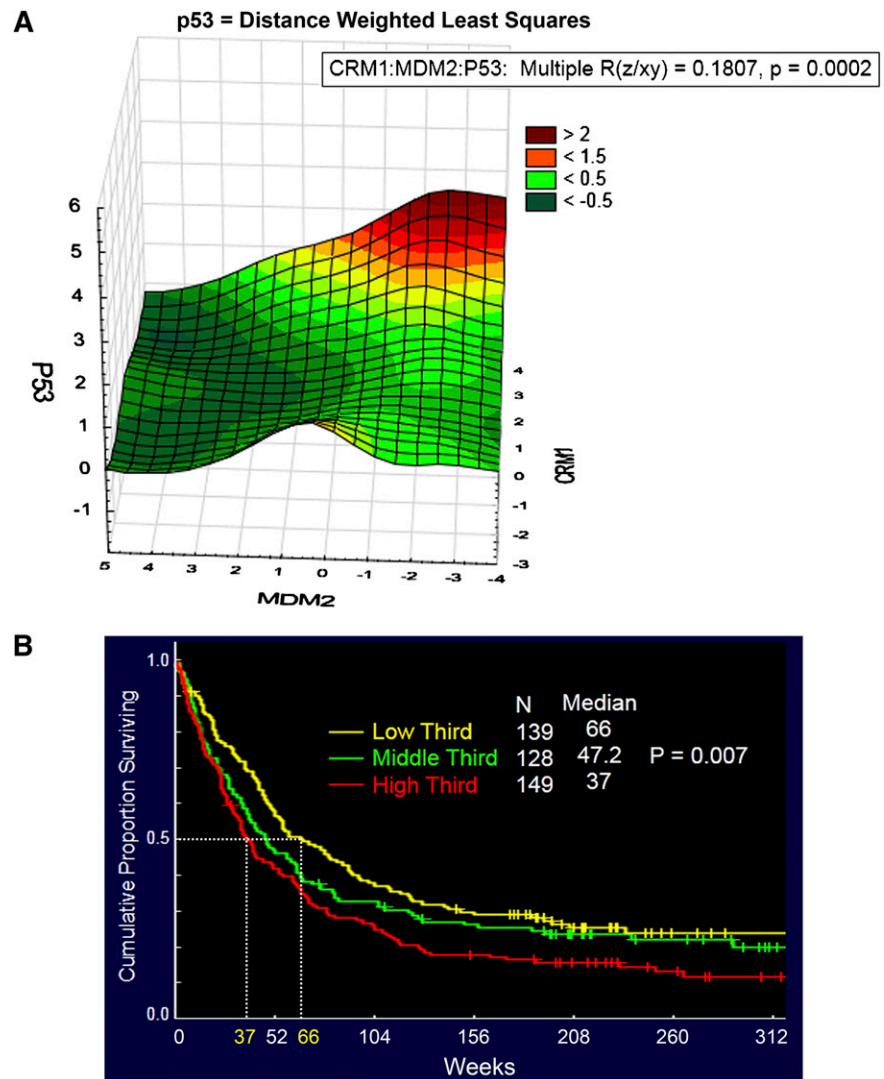 A
p53 = Distance Weighted Least Squares
CRM1:MDM2:P53: Multiple R(z/xy) = 0.1807, p = 0.0002
> 2
< 1.5
< 0.5
< -0.5
P53
6
5
4
3
2
1
0
-1
5 4 3 2 1 0 -1 -2 -3 -4
MDM2
4
3
2
1
0
-1
-2
-3
CRM1
B
Cumulative Proportion Surviving
1.0
0.5
0.0
N Median
Low Third 139 66
Middle Third 128 47.2 P = 0.007
High Third 149 37
0 37 52 66 104 156 208 260 312
Weeks